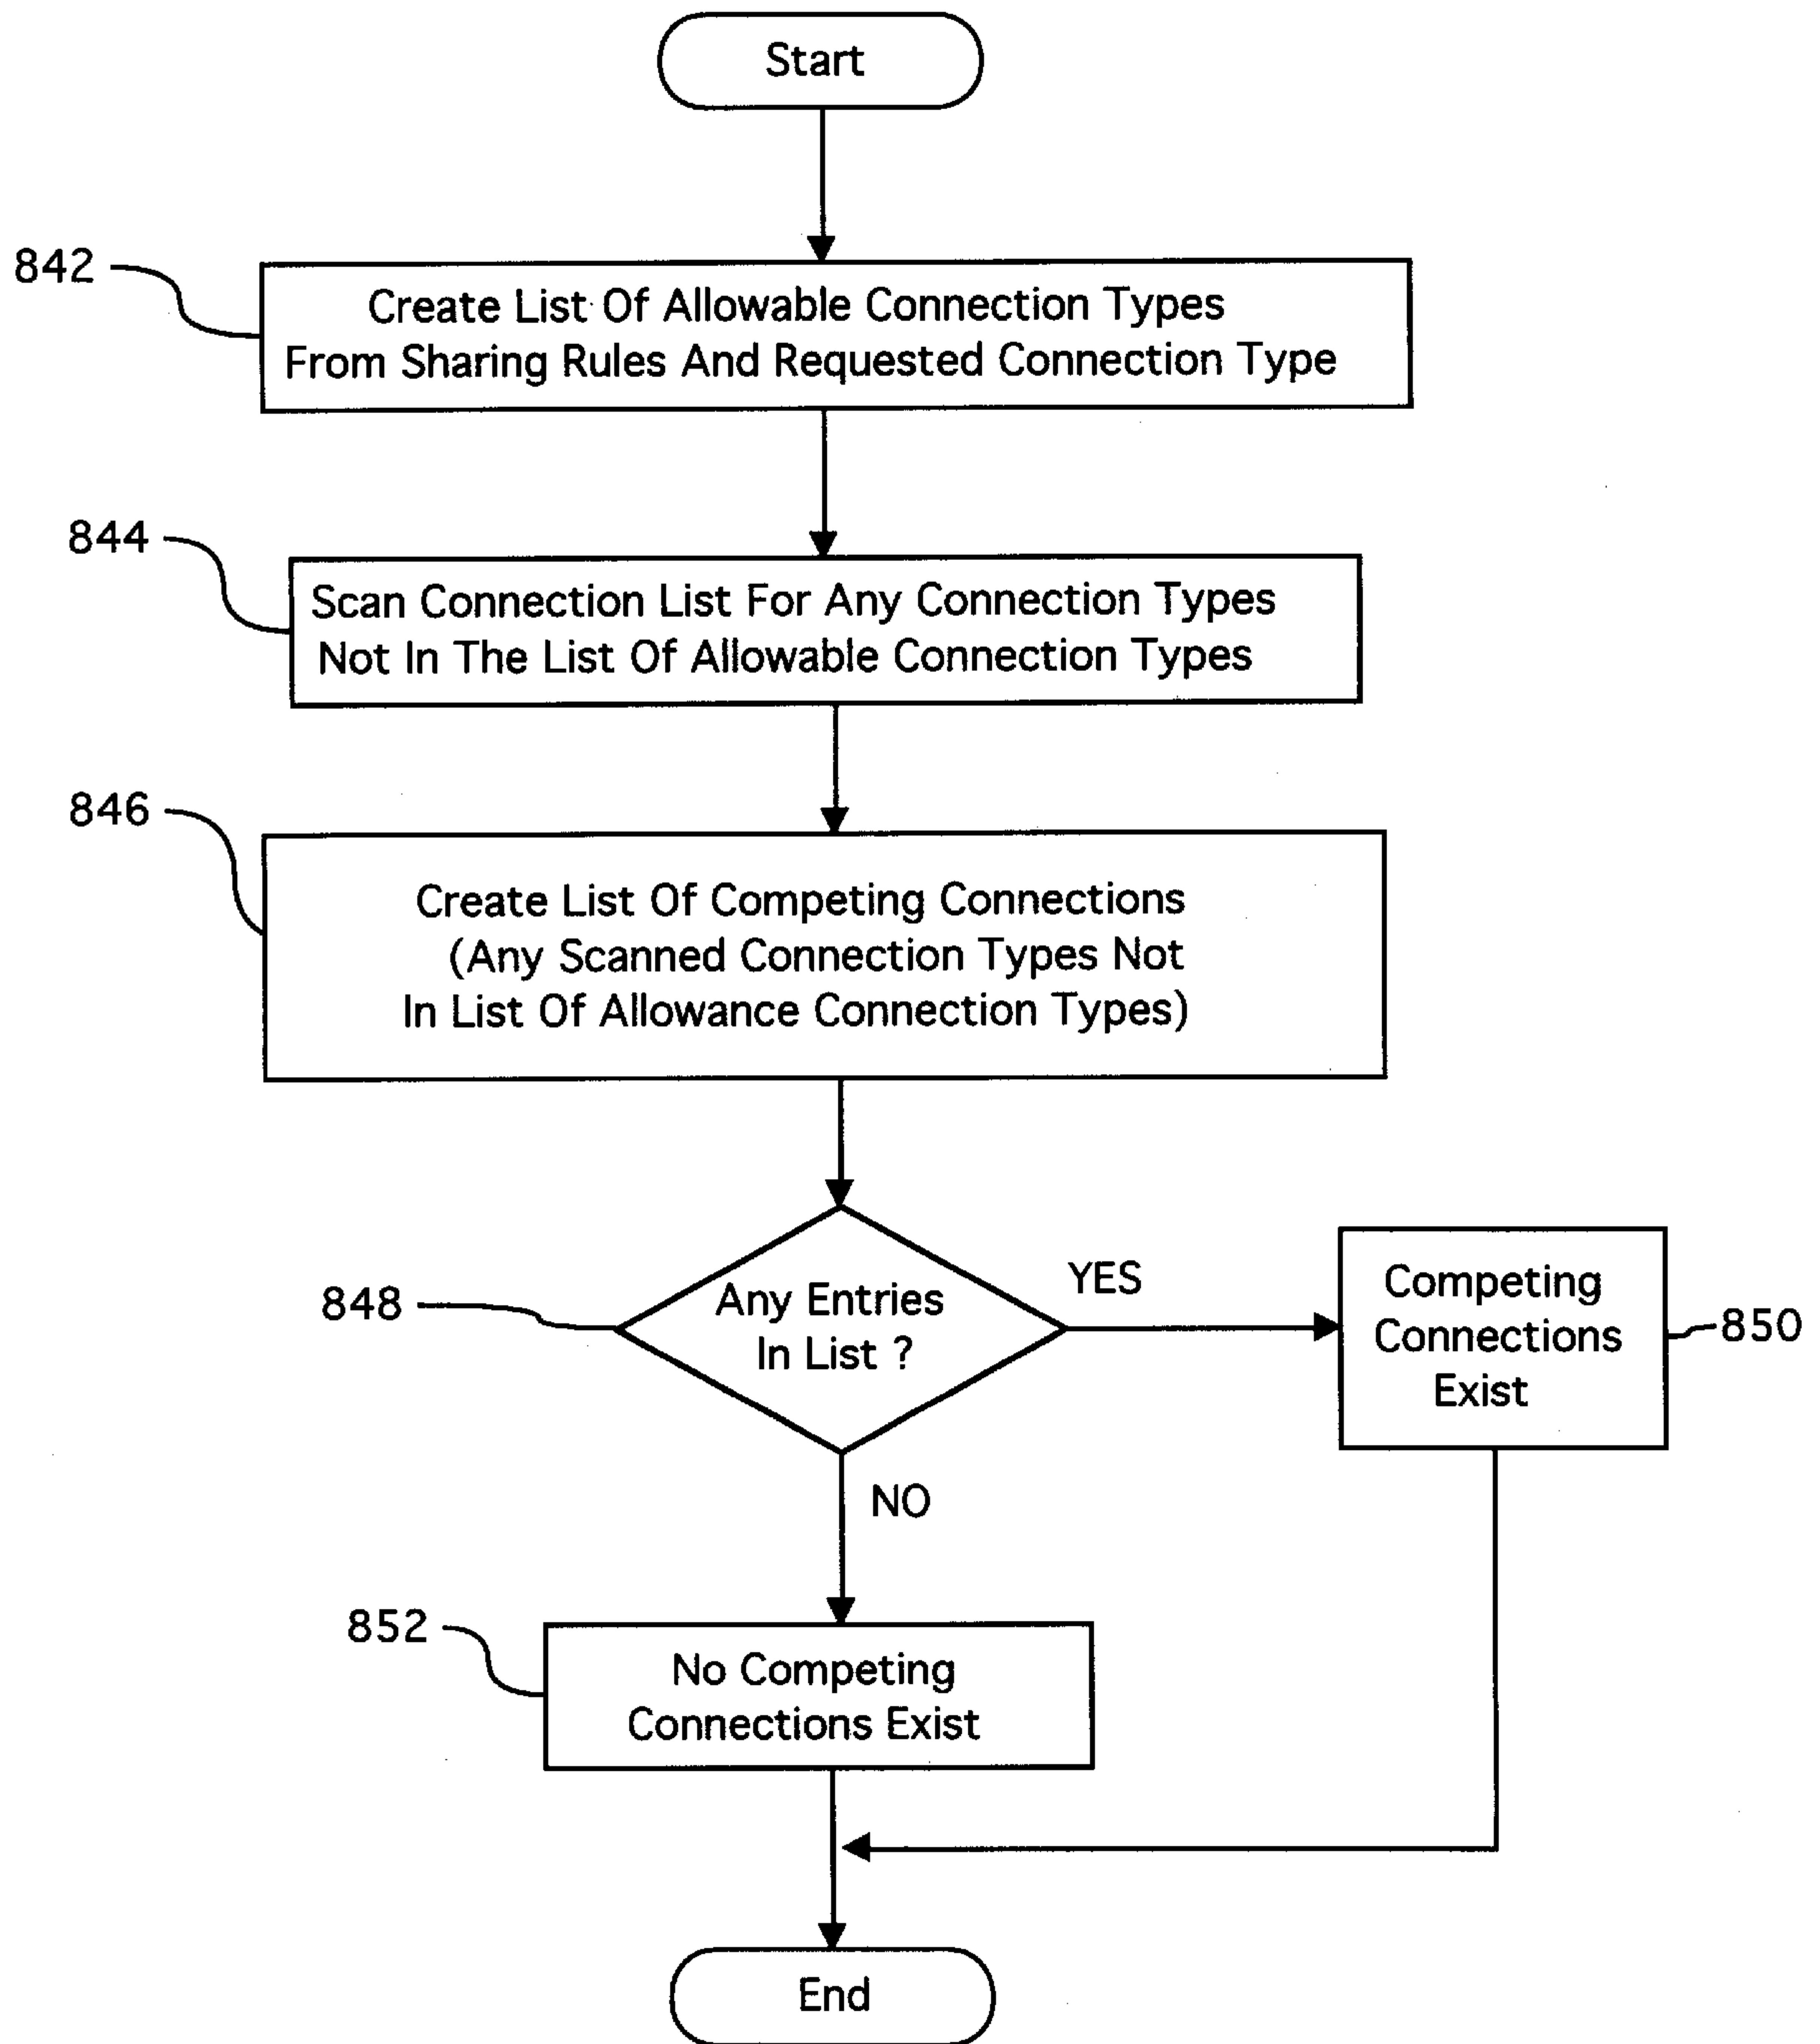 Start
842
Create List Of Allowable Connection Types
From Sharing Rules And Requested Connection Type
844
Scan Connection List For Any Connection Types
Not In The List Of Allowable Connection Types
846
Create List Of Competing Connections
(Any Scanned Connection Types Not
In List Of Allowance Connection Types)
848
Any Entries
In List ?
YES
Competing
Connections
Exist
850
NO
852
No Competing
Connections Exist
End